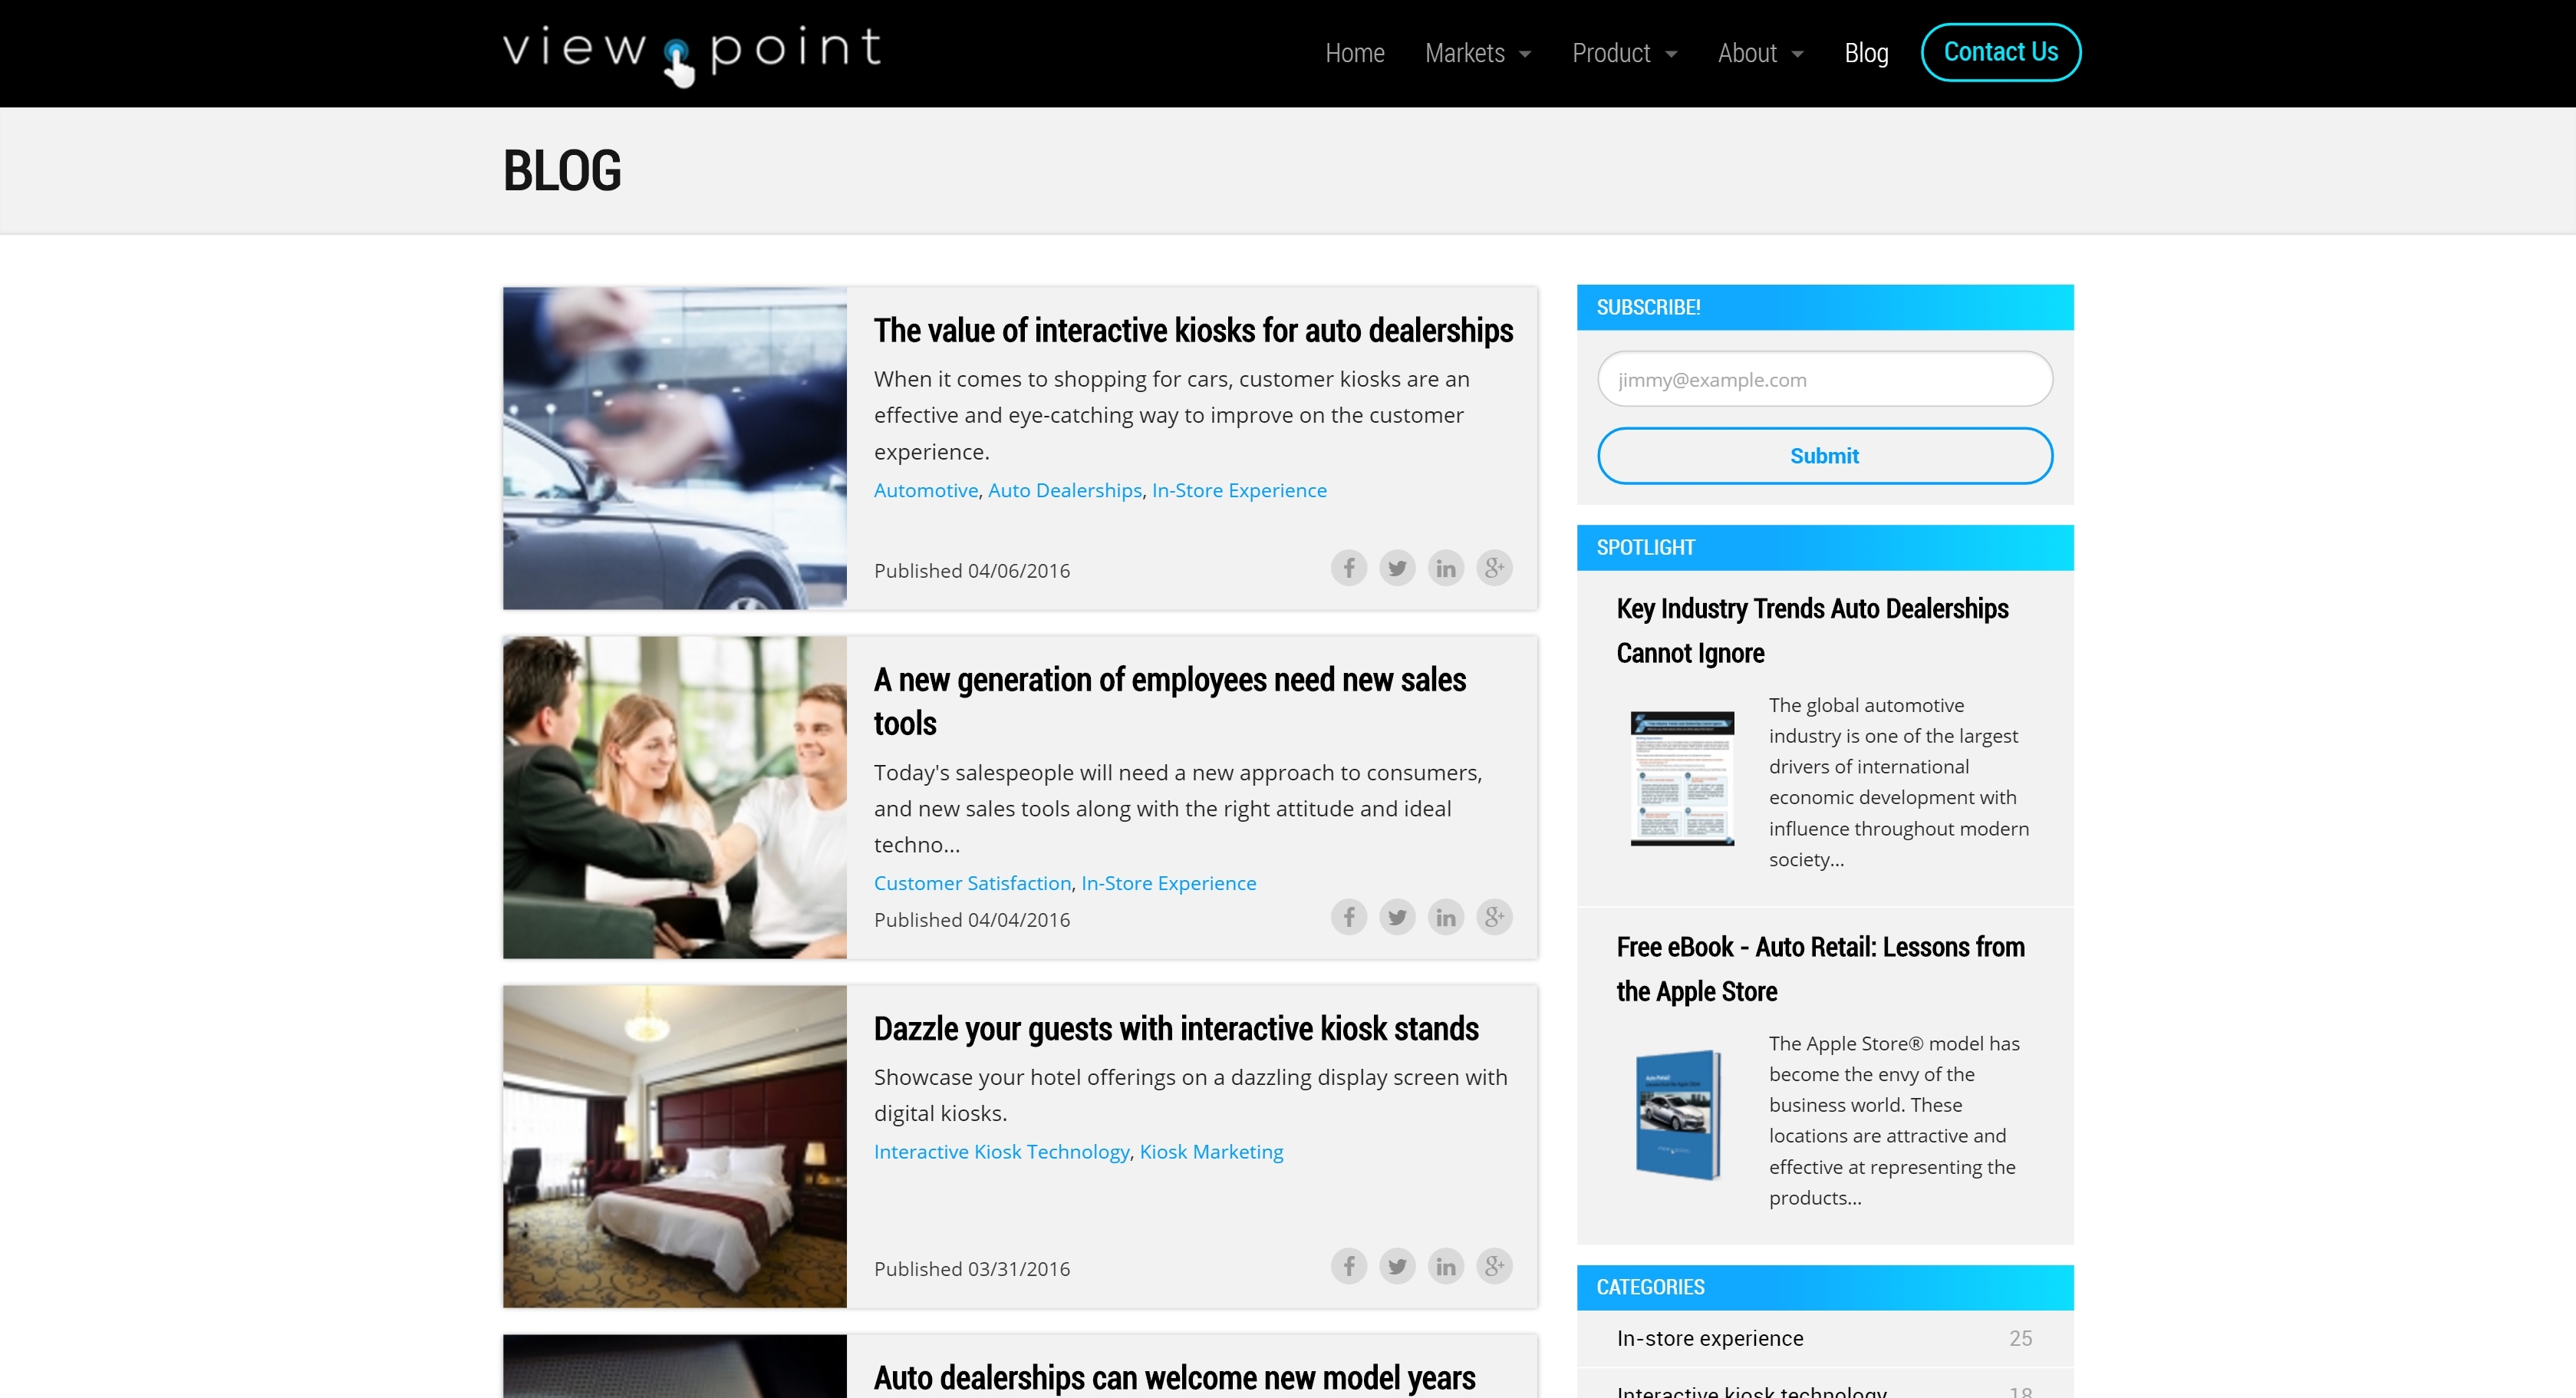 view point
Home Markets Product About Blog Contact Us
BLOG
The value of interactive kiosks for auto dealerships
When it comes to shopping for cars, customer kiosks are an
effective and eye-catching way to improve on the customer
experience.
Automotive, Auto Dealerships, In-Store Experience
Published 04/06/2016
A new generation of employees need new sales
tools
Today's salespeople will need a new approach to consumers,
and new sales tools along with the right attitude and ideal
techno...
Customer Satisfaction, In-Store Experience
Published 04/04/2016
Dazzle your guests with interactive kiosk stands
Showcase your hotel offerings on a dazzling display screen with
digital kiosks.
Interactive Kiosk Technology, Kiosk Marketing
Published 03/31/2016
Auto dealerships can welcome new model years
SUBSCRIBE!
jimmy@example.com
Submit
SPOTLIGHT
Key Industry Trends Auto Dealerships
Cannot Ignore
The global automotive
industry is one of the largest
drivers of international
economic development with
influence throughout modern
society...
Free eBook - Auto Retail: Lessons from
the Apple Store
The Apple Store® model has
become the envy of the
business world. These
locations are attractive and
effective at representing the
products...
CATEGORIES
In-store experience 25
Interactive kiosk technology 18